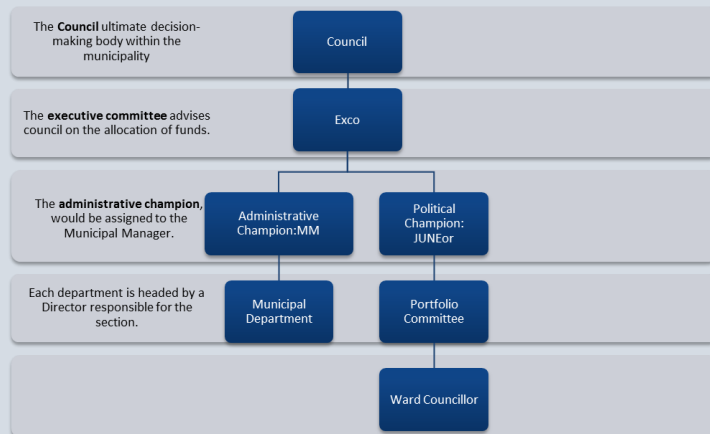 The Council ultimate decision-
making body within the
municipality
Council
The executive committee advises
council on the allocation of funds.
Exco
The administrative champion,
would be assigned to the
Municipal Manager.
Administrative
Champion:MM
Political
Champion:
JUNEor
Each department is headed by a
Director responsible for the
section.
Municipal
Department
Portfolio
Committee
Ward Councillor